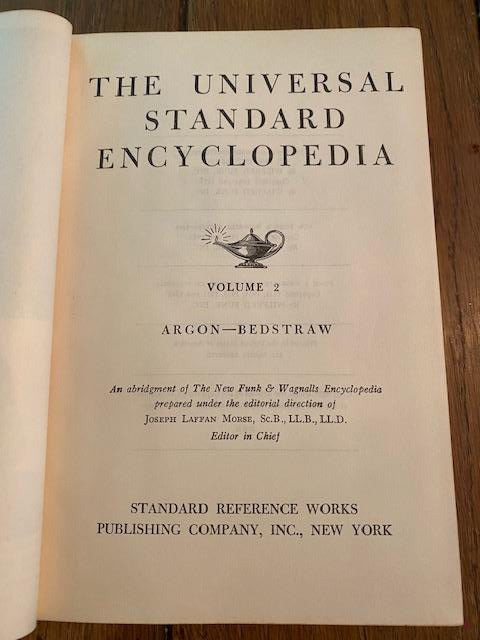 THE UNIVERSAL
STANDARD
ENCYCLOPEDIA
VOLUME 2
ARGON—BEDSTRAW
An abridgment of The New Funk & Wagnalls Encyclopedia
prepared under the editorial direction of
JOSEPH LAFFAN MORSE, SC.B., LL.B., LL.D.
Editor in Chief
STANDARD REFERENCE WORKS
PUBLISHING COMPANY, INC., NEW YORK